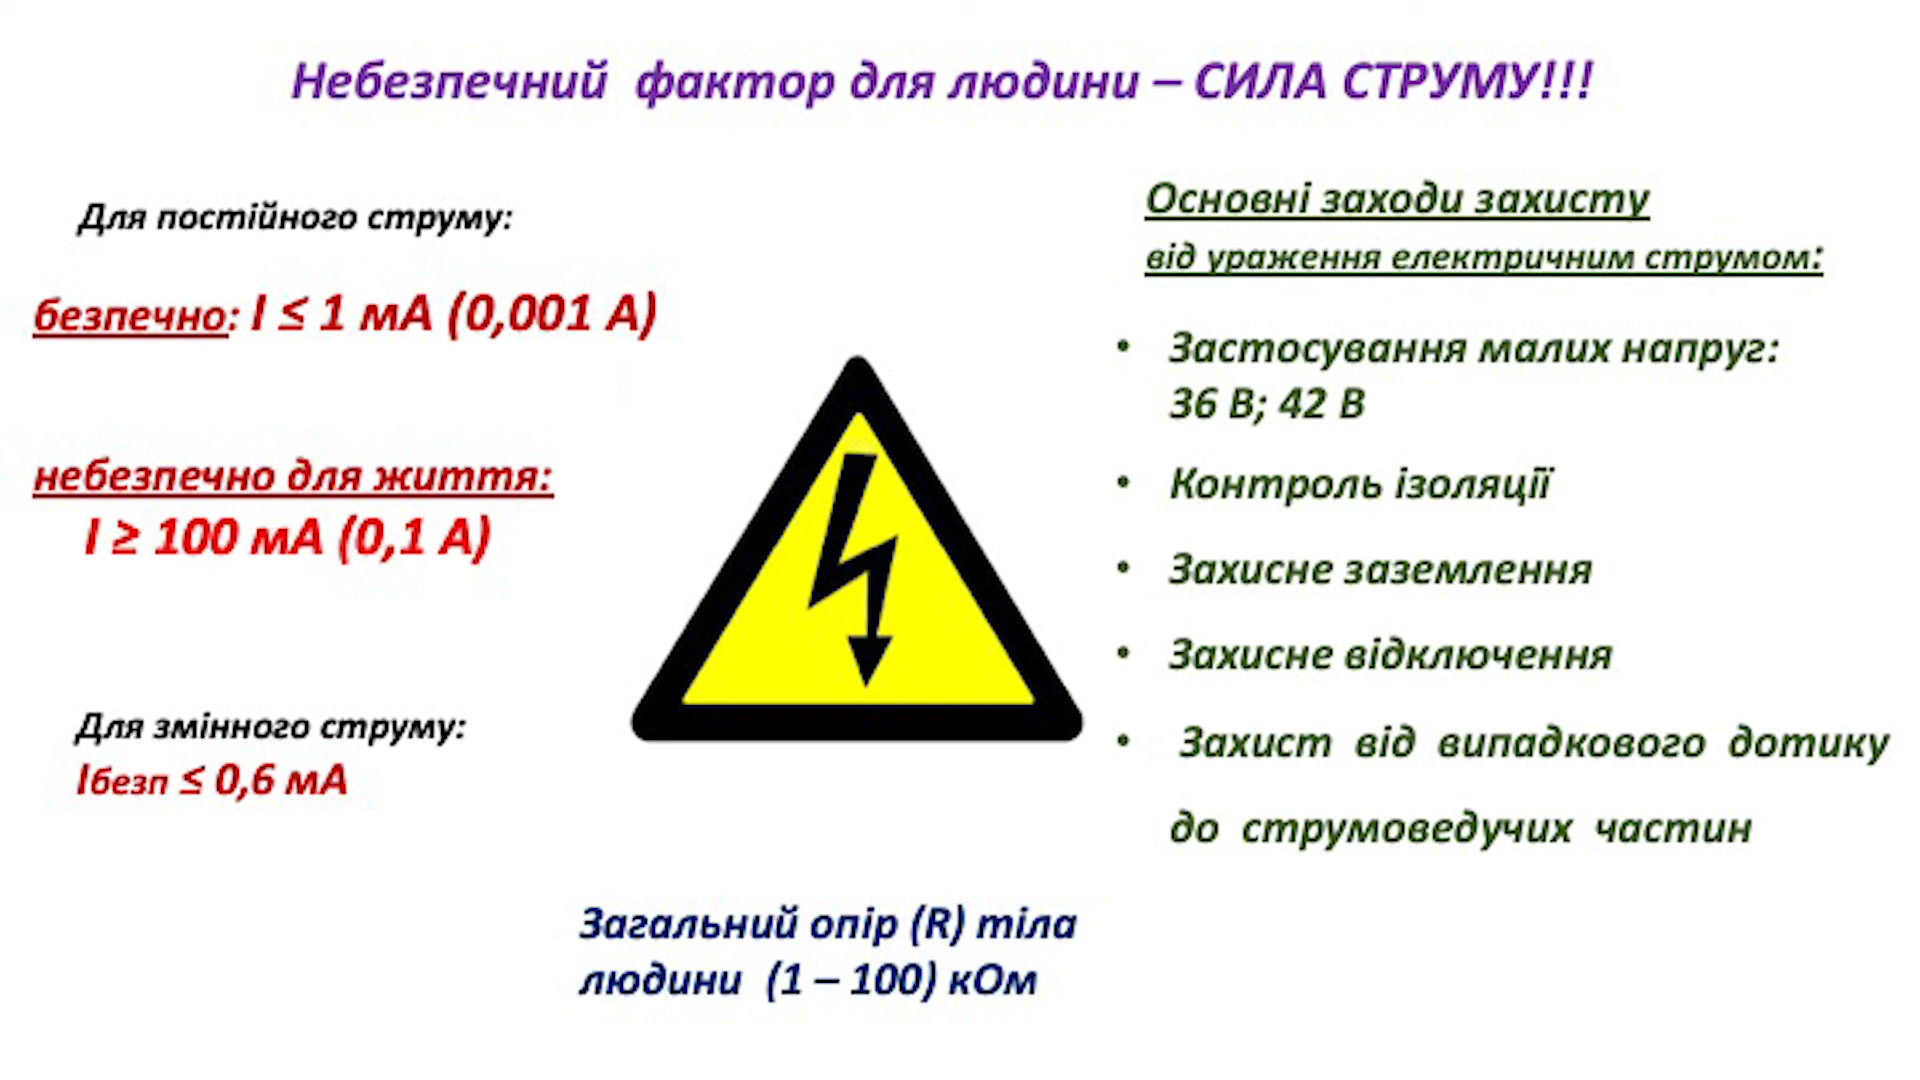 Небезпечний фактор для людини – СИЛА СТРУМУ!!!
Для постійного струму:
безпечно: I ≤ 1 мА (0,001 А)
небезпечно для життя:
I ≥ 100 мА (0,1 А)
Для змінного струму:
Iбезп ≤ 0,6 мА
Загальний опір (R) тіла
людини (1 – 100) кОм
Основні заходи захисту
від ураження електричним струмом:
• Застосування малих напруг:
36 В; 42 В
• Контроль ізоляції
• Захисне заземлення
• Захисне відключення
• Захист від випадкового дотику
до струмоведучих частин